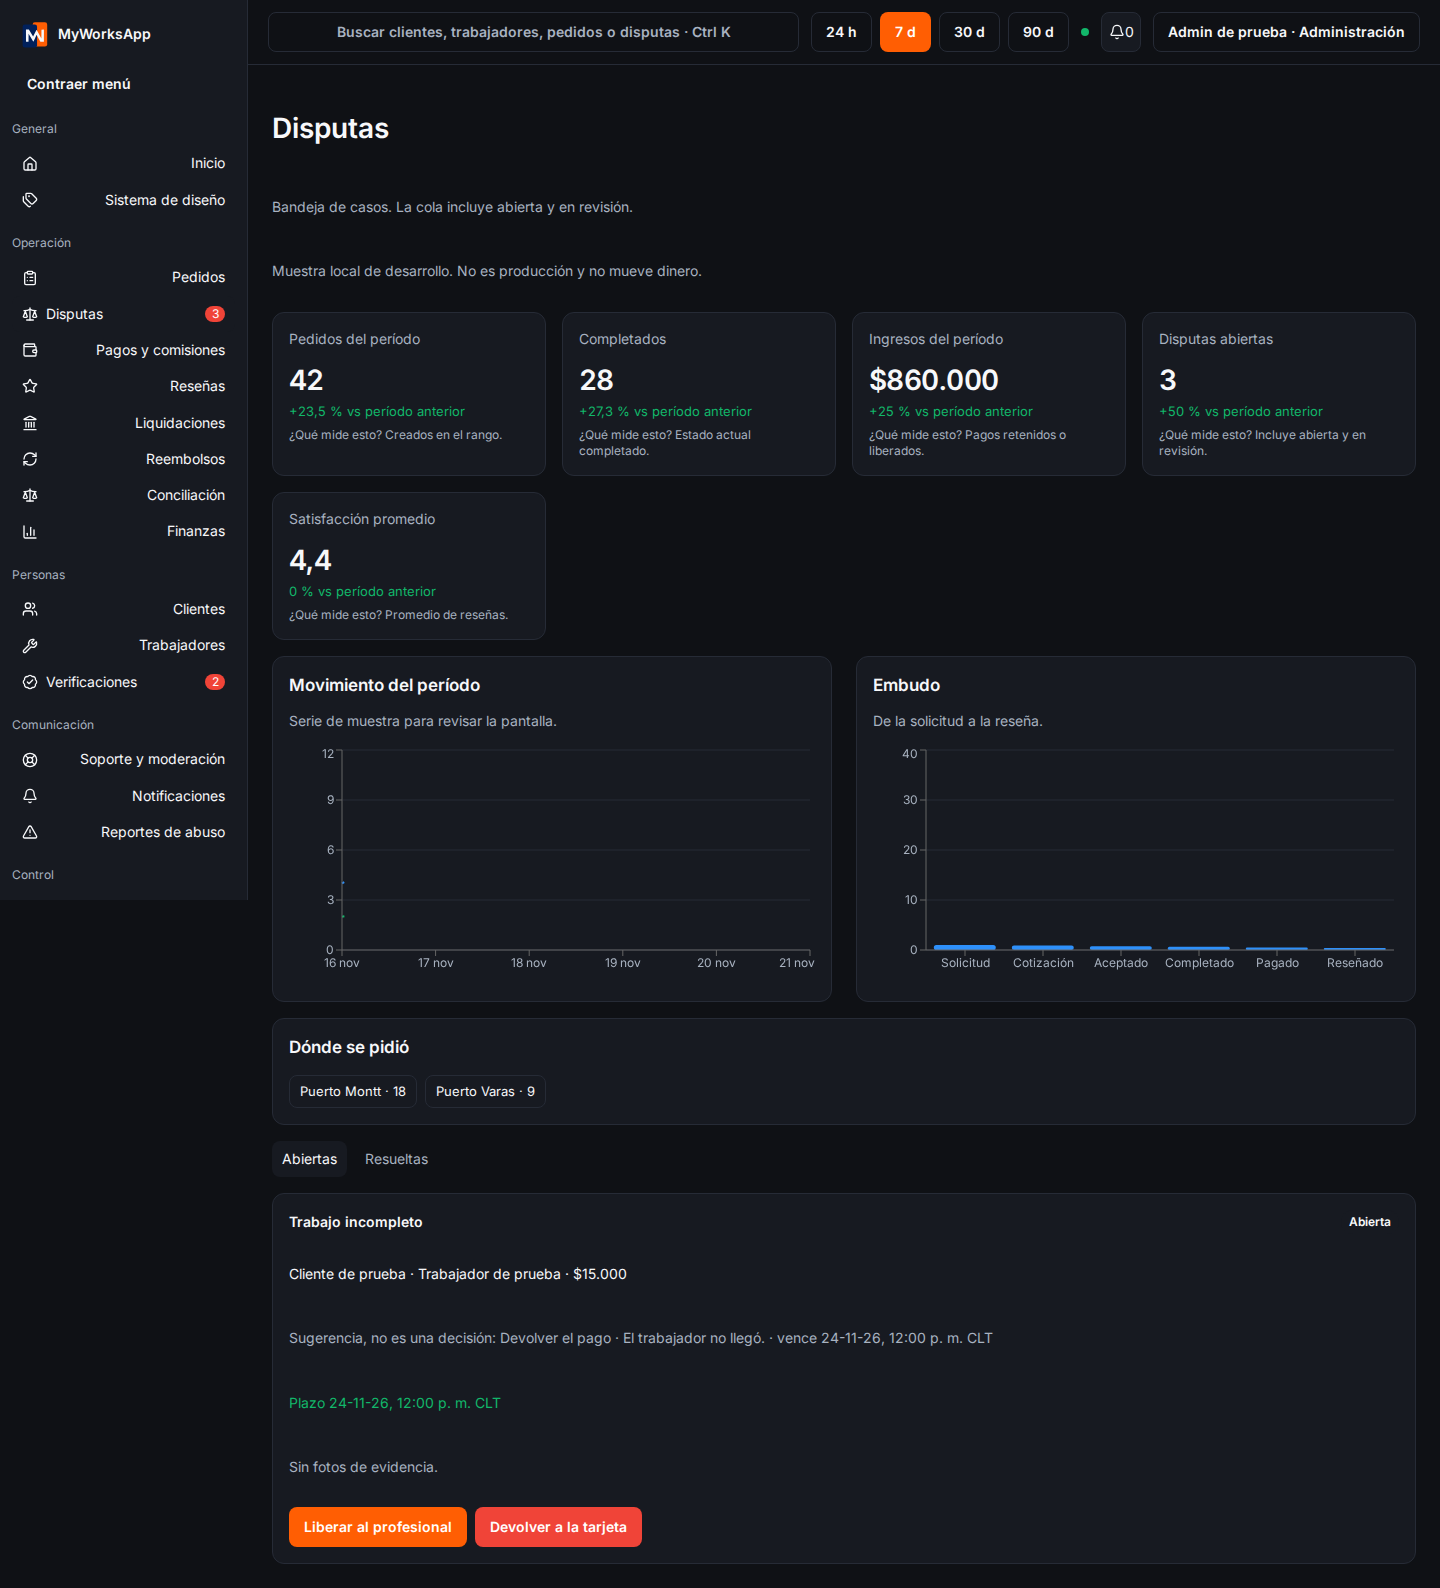 MyWorksApp
Contraer menú
General
Inicio
Sistema de diseño
Operación
Pedidos
Disputas 3
Pagos y comisiones
Reseñas
Liquidaciones
Reembolsos
Conciliación
Finanzas
Personas
Clientes
Trabajadores
Verificaciones 2
Comunicación
Soporte y moderación
Notificaciones
Reportes de abuso
Control
Buscar clientes, trabajadores, pedidos o disputas · Ctrl K
24 h
7 d
30 d
90 d
0
Admin de prueba · Administración
Disputas
Bandeja de casos. La cola incluye abierta y en revisión.
Muestra local de desarrollo. No es producción y no mueve dinero.
Pedidos del período
42
+23,5 % vs período anterior
¿Qué mide esto? Creados en el rango.
Completados
28
+27,3 % vs período anterior
¿Qué mide esto? Estado actual
completado.
Ingresos del período
$860.000
+25 % vs período anterior
¿Qué mide esto? Pagos retenidos o
liberados.
Disputas abiertas
3
+50 % vs período anterior
¿Qué mide esto? Incluye abierta y en
revisión.
Satisfacción promedio
4,4
0 % vs período anterior
¿Qué mide esto? Promedio de reseñas.
Movimiento del período
Serie de muestra para revisar la pantalla.
12
9
6
3
0
16 nov 17 nov 18 nov 19 nov 20 nov 21 nov
Embudo
De la solicitud a la reseña.
40
30
20
10
0
Solicitud Cotización Aceptado Completado Pagado Reseñado
Dónde se pidió
Puerto Montt · 18
Puerto Varas · 9
Abiertas
Resueltas
Trabajo incompleto
Abierta
Cliente de prueba · Trabajador de prueba · $15.000
Sugerencia, no es una decisión: Devolver el pago · El trabajador no llegó. · vence 24-11-26, 12:00 p. m. CLT
Plazo 24-11-26, 12:00 p. m. CLT
Sin fotos de evidencia.
Liberar al profesional
Devolver a la tarjeta